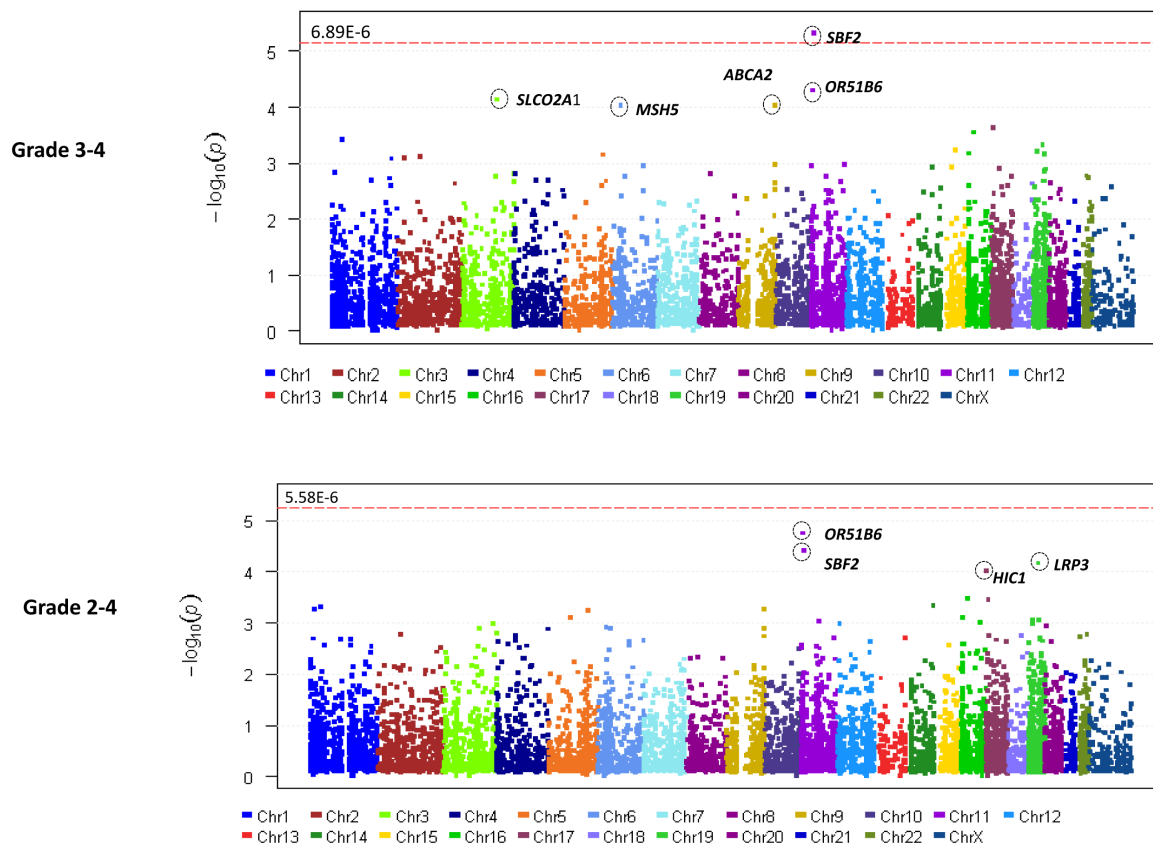 6.89E-6
SBF2
ABCA2
OR51B6
SLCO2A1
MSH5
Grade 3-4
− log10(p)
5
4
3
2
1
0
Chr1 Chr2 Chr3 Chr4 Chr5 Chr6 Chr7 Chr8 Chr9 Chr10 Chr11 Chr12
Chr13 Chr14 Chr15 Chr16 Chr17 Chr18 Chr19 Chr20 Chr21 Chr22 ChrX
5.58E-6
OR51B6
SBF2
HIC1
LRP3
Grade 2-4
− log10(p)
5
4
3
2
1
0
Chr1 Chr2 Chr3 Chr4 Chr5 Chr6 Chr7 Chr8 Chr9 Chr10 Chr11 Chr12
Chr13 Chr14 Chr15 Chr16 Chr17 Chr18 Chr19 Chr20 Chr21 Chr22 ChrX